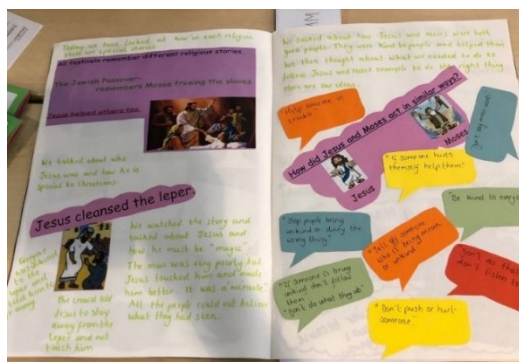 Today we have looked at how in each religion
there are special stories
All festivals remember different religious stories.
The Jewish Passover-
remembers Moses freeing the slaves
Jesus helped others too.
We talked about who
Jesus was and how he is
special to Christians
Jesus cleansed the leper.
We watched the story and
talked about Jesus and
how he must be "magic".
The man was very poorly but
Jesus touched him and made
him better. It was a miracle.
All the people could not believe
what they had seen.
The crowd told
Jesus to stay
away from the
leper and not
touch him
We talked about how Jesus and Moses were both
good people. They were kind to people and helped them
We then thought about what we needed to do to
follow Jesus and Moses example to do the right thing.
Here are our ideas
"Help someone in
trouble"
How did Jesus and Moses act in similar ways?
Moses
Jesus
"If someone hurts
themself help them?
Be kind to
"Stop people being
unkind or doing the
wrong thing"
"Tell off someone
who is being mean
or unkind
"If someone is being
unkind don't follow
them
"Don't push or hurt
someone"